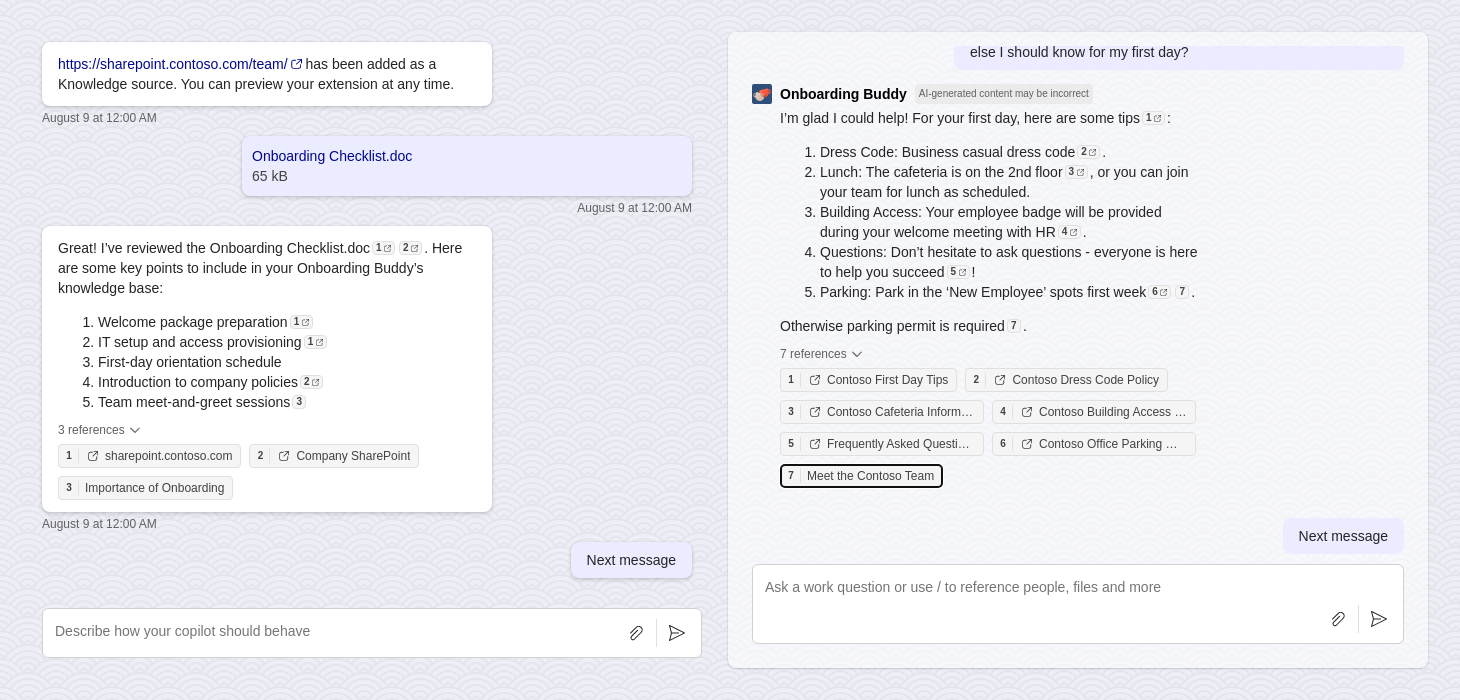 https://sharepoint.contoso.com/team/ has been added as a
Knowledge source. You can preview your extension at any time.
August 9 at 12:00 AM
Onboarding Checklist.doc
65 kB
August 9 at 12:00 AM
Great! I’ve reviewed the Onboarding Checklist.doc 1 2 . Here
are some key points to include in your Onboarding Buddy’s
knowledge base:
1. Welcome package preparation 1
2. IT setup and access provisioning 1
3. First-day orientation schedule
4. Introduction to company policies 2
5. Team meet-and-greet sessions 3
3 references
1 sharepoint.contoso.com 2 Company SharePoint
3 Importance of Onboarding
August 9 at 12:00 AM
Next message
Describe how your copilot should behave
else I should know for my first day?
Onboarding Buddy AI-generated content may be incorrect
I’m glad I could help! For your first day, here are some tips 1 :
1. Dress Code: Business casual dress code 2 .
2. Lunch: The cafeteria is on the 2nd floor 3 , or you can join
your team for lunch as scheduled.
3. Building Access: Your employee badge will be provided
during your welcome meeting with HR 4 .
4. Questions: Don’t hesitate to ask questions - everyone is here
to help you succeed 5 !
5. Parking: Park in the ‘New Employee’ spots first week 6 7 .
Otherwise parking permit is required 7 .
7 references
1 Contoso First Day Tips 2 Contoso Dress Code Policy
3 Contoso Cafeteria Inform… 4 Contoso Building Access …
5 Frequently Asked Questi… 6 Contoso Office Parking …
7 Meet the Contoso Team
Next message
Ask a work question or use / to reference people, files and more